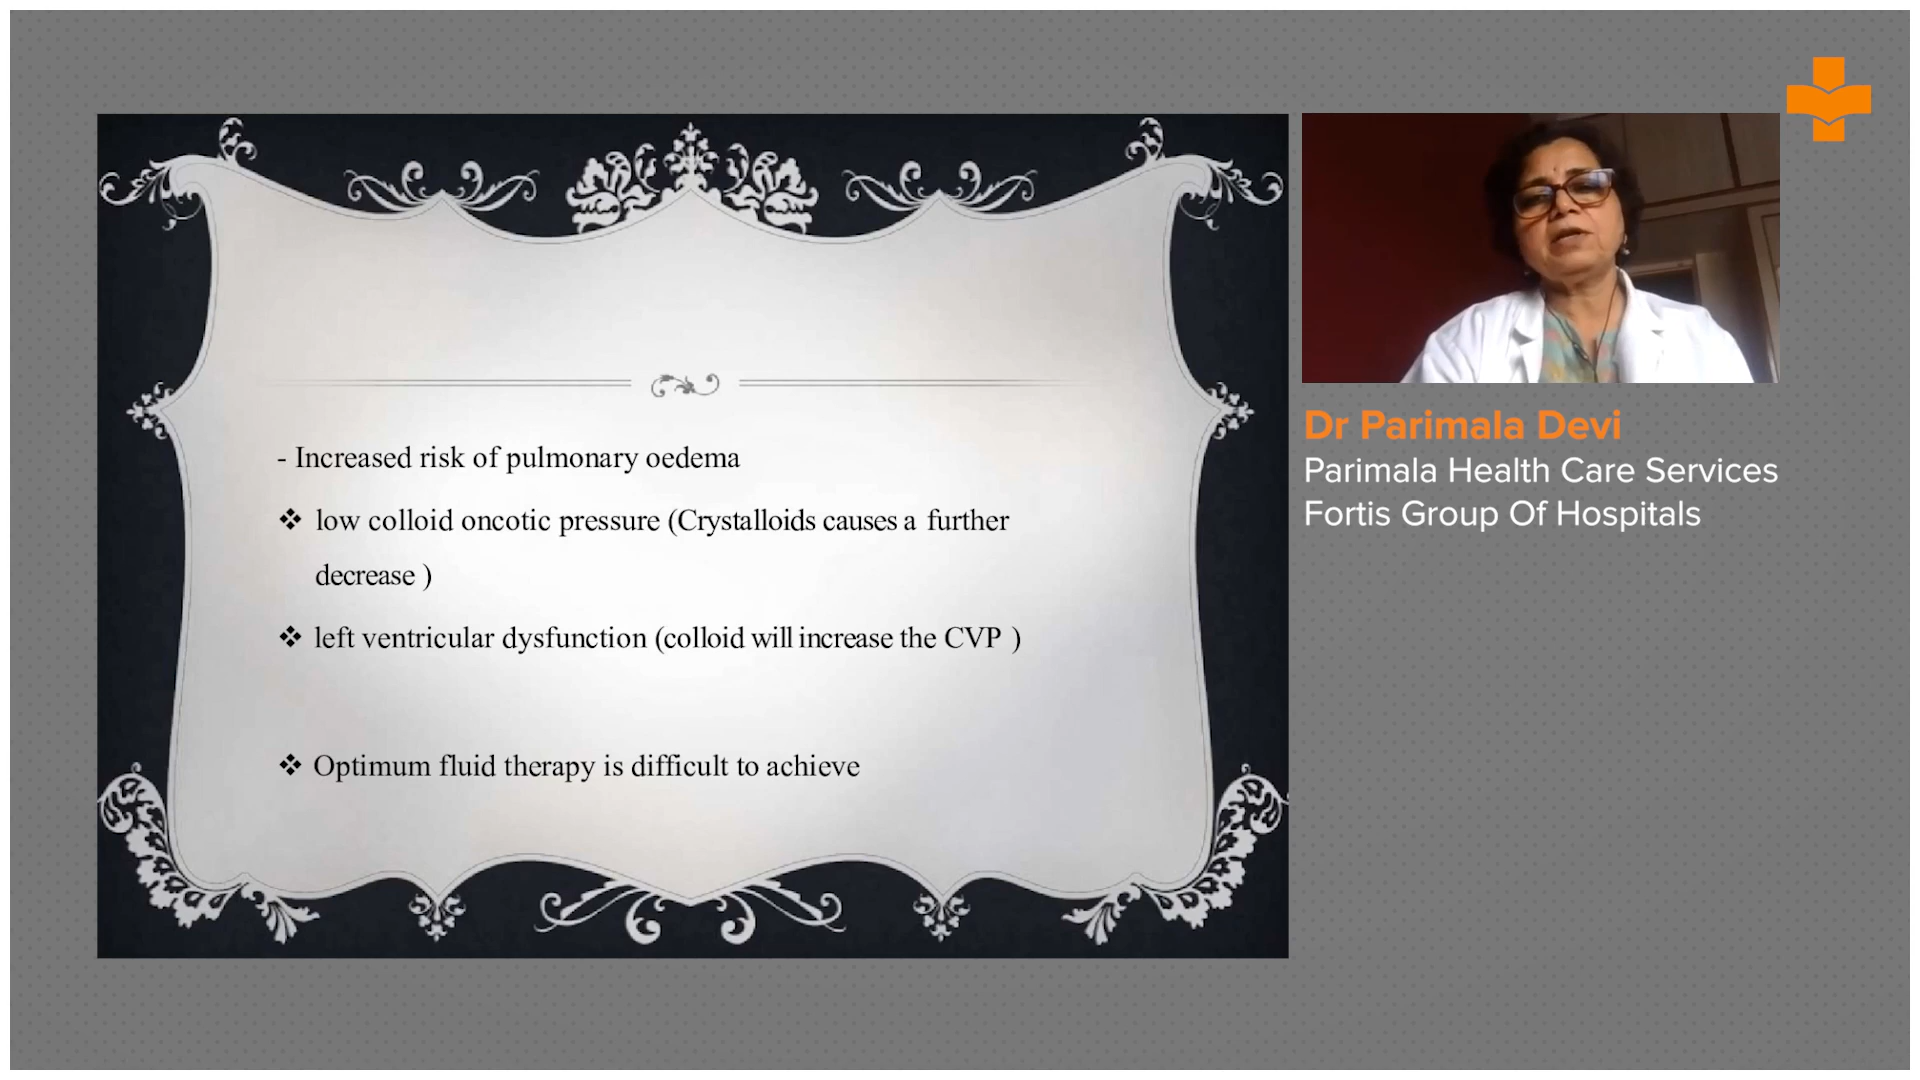 - Increased risk of pulmonary oedema
❖ low colloid oncotic pressure (Crystalloids causes a further
decrease )
❖ left ventricular dysfunction (colloid will increase the CVP )
❖ Optimum fluid therapy is difficult to achieve
Dr Parimala Devi
Parimala Health Care Services
Fortis Group Of Hospitals